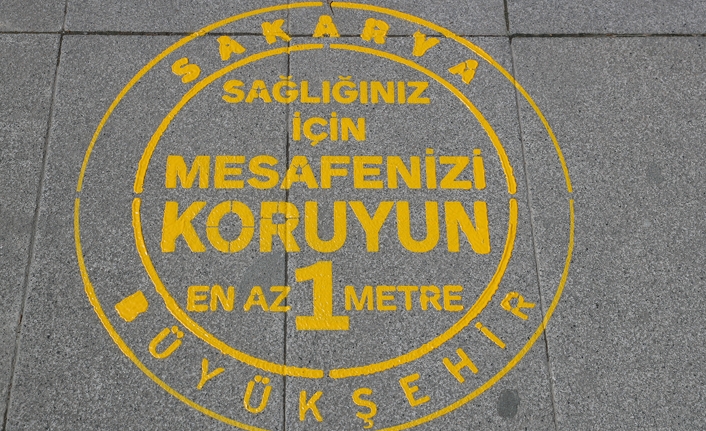 SAKARYA
SAĞLIĞINIZ
İÇİN
MESAFENİZİ
KORUYUN
EN AZ 1 METRE
BÜYÜKŞEHİR